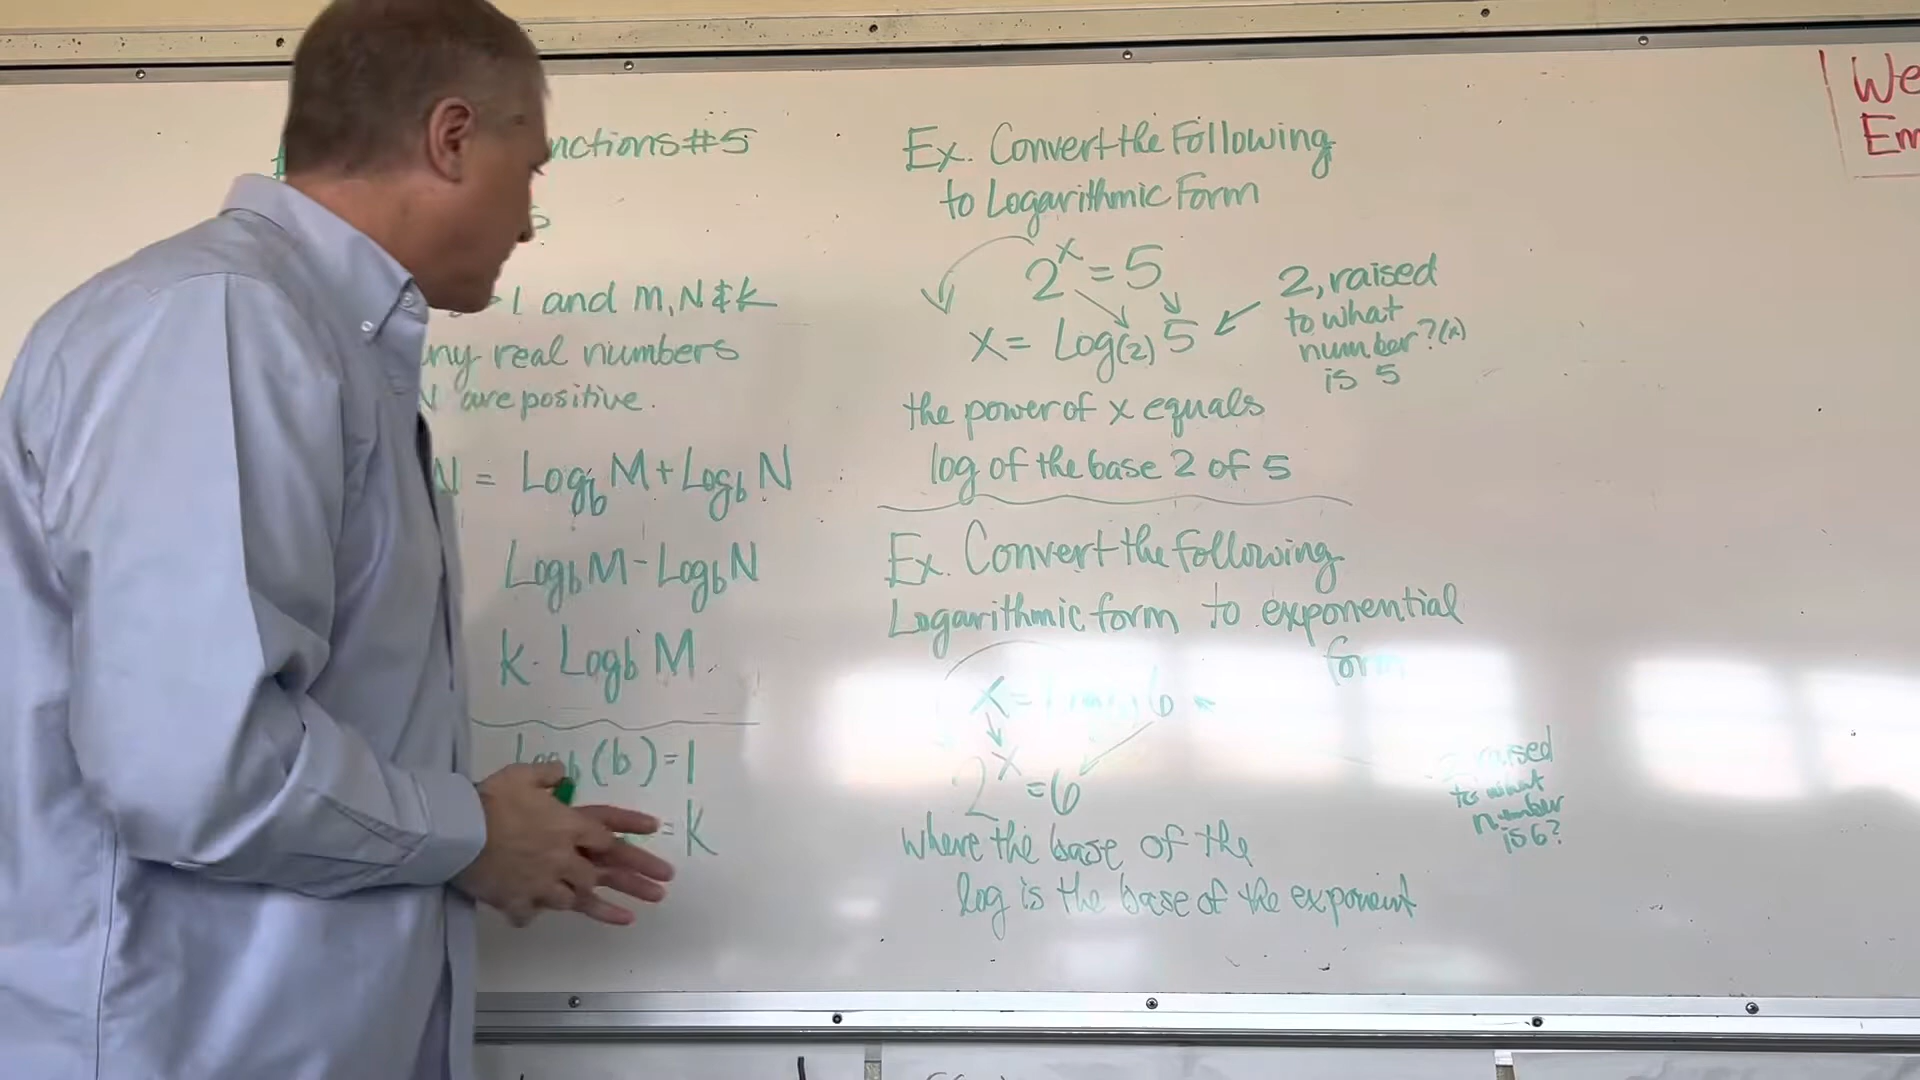 nctions #5
1 and M, N & K
any real numbers
N are positive.
N = Log_b M + Log_b N
Log_b M - Log_b N
K · Log_b M
Log_b (b) = 1
= K
Ex. Convert the Following
to Logarithmic Form
2^x = 5
x = Log(2) 5
2, raised
to what
number? (x)
is 5
the power of x equals
log of the base 2 of 5
Ex. Convert the following
Logarithmic form to exponential
form
x = 6
2^x = 6
2 raised
to what
number
is 6?
where the base of the
log is the base of the exponent
We
Em